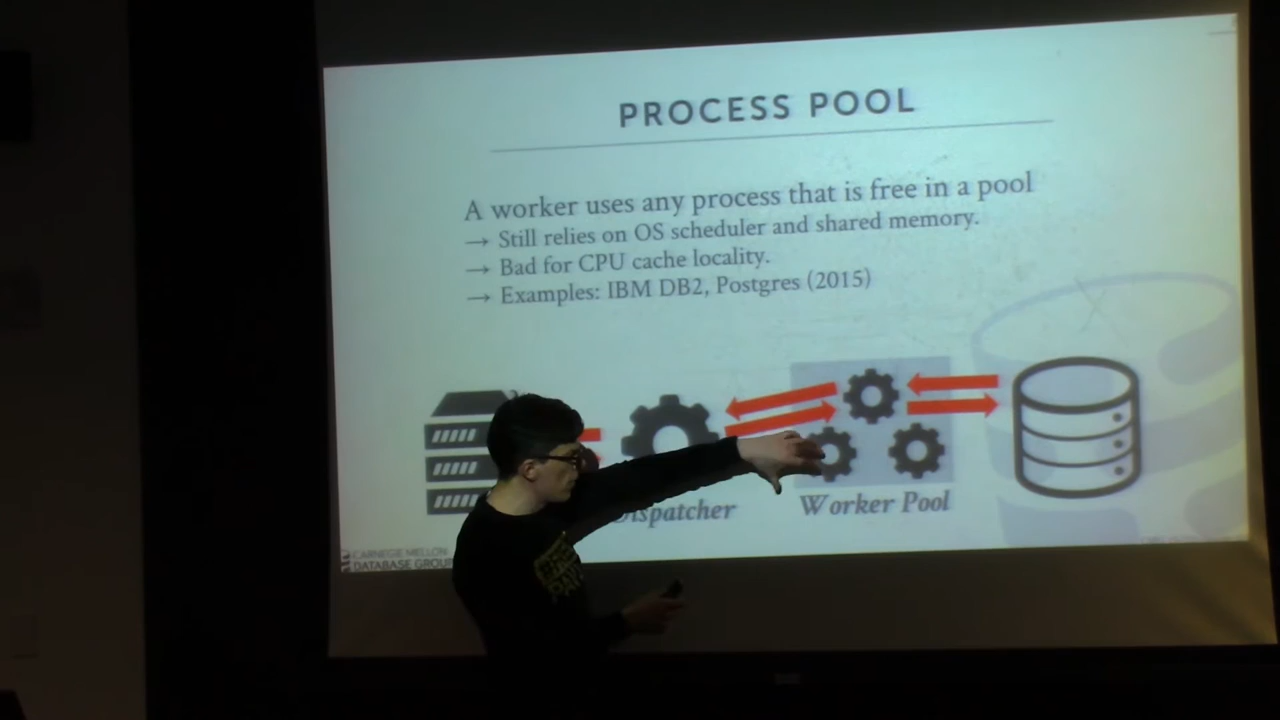 PROCESS POOL
A worker uses any process that is free in a pool
→ Still relies on OS scheduler and shared memory.
→ Bad for CPU cache locality.
→ Examples: IBM DB2, Postgres (2015)
Dispatcher
Worker Pool
CARNEGIE MELLON
DATABASE GROUP